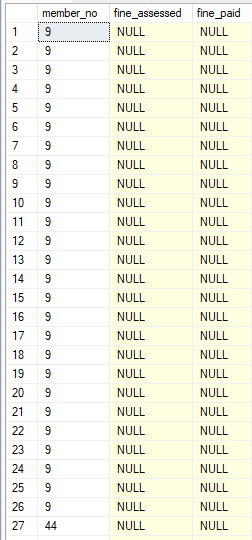 member_no fine_assessed fine_paid
1 9 NULL NULL
2 9 NULL NULL
3 9 NULL NULL
4 9 NULL NULL
5 9 NULL NULL
6 9 NULL NULL
7 9 NULL NULL
8 9 NULL NULL
9 9 NULL NULL
10 9 NULL NULL
11 9 NULL NULL
12 9 NULL NULL
13 9 NULL NULL
14 9 NULL NULL
15 9 NULL NULL
16 9 NULL NULL
17 9 NULL NULL
18 9 NULL NULL
19 9 NULL NULL
20 9 NULL NULL
21 9 NULL NULL
22 9 NULL NULL
23 9 NULL NULL
24 9 NULL NULL
25 9 NULL NULL
26 9 NULL NULL
27 44 NULL NULL